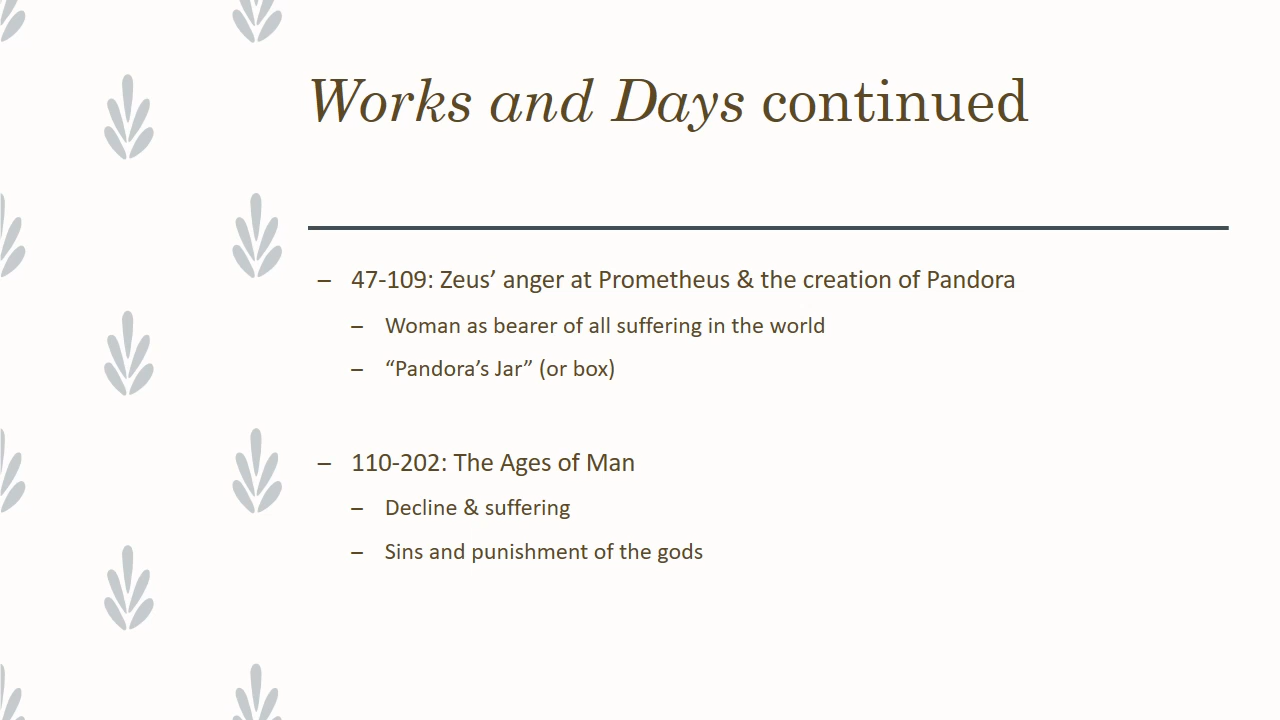 Works and Days continued
– 47-109: Zeus’ anger at Prometheus & the creation of Pandora
– Woman as bearer of all suffering in the world
– “Pandora’s Jar” (or box)
– 110-202: The Ages of Man
– Decline & suffering
– Sins and punishment of the gods